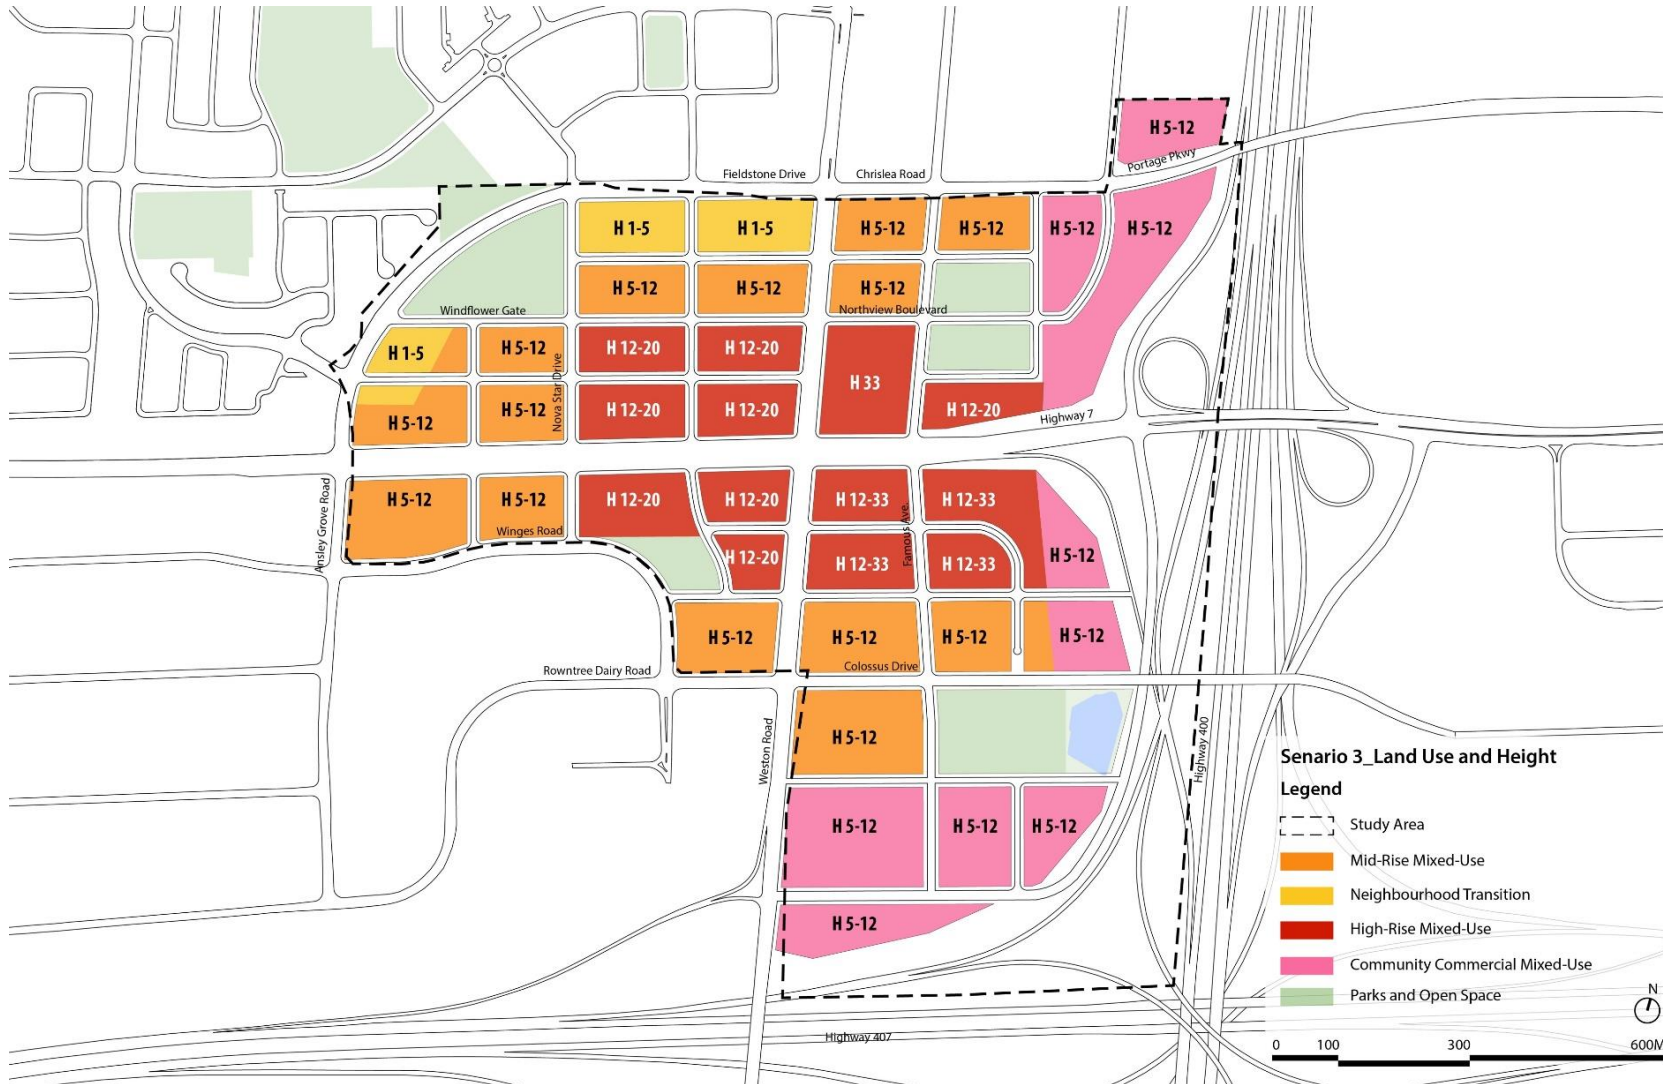 H 5-12
Portage Pkwy
Fieldstone Drive
Chrislea Road
H 1-5
H 1-5
H 5-12
H 5-12
H 5-12
H 5-12
H 5-12
H 5-12
H 5-12
Windflower Gate
Northview Boulevard
H 1-5
H 5-12
H 12-20
H 12-20
H 33
Nova Star Drive
H 5-12
H 5-12
H 12-20
H 12-20
H 12-20
Highway 7
Ansley Grove Road
H 5-12
H 5-12
H 12-20
H 12-20
H 12-33
H 12-33
Winges Road
Famous Ave.
H 12-20
H 12-33
H 12-33
H 5-12
H 5-12
H 5-12
H 5-12
H 5-12
Rowntree Dairy Road
Colossus Drive
Weston Road
H 5-12
Highway 400
H 5-12
H 5-12
H 5-12
H 5-12
Highway 407
Senario 3_Land Use and Height
Legend
Study Area
Mid-Rise Mixed-Use
Neighbourhood Transition
High-Rise Mixed-Use
Community Commercial Mixed-Use
Parks and Open Space
N
0 100 300 600M